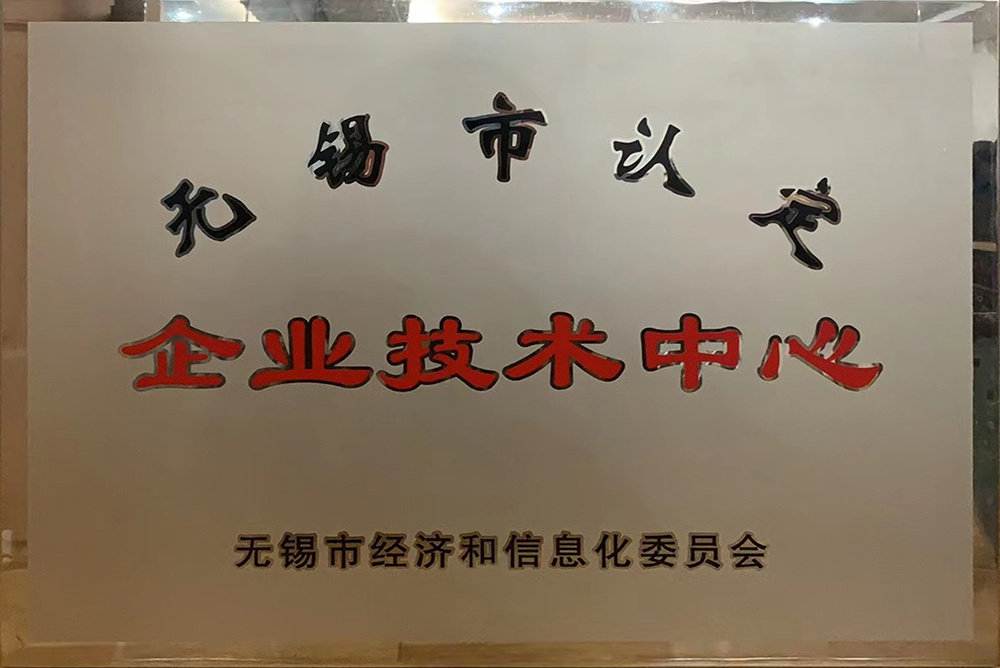 无锡市认定
企业技术中心
无锡市经济和信息化委员会